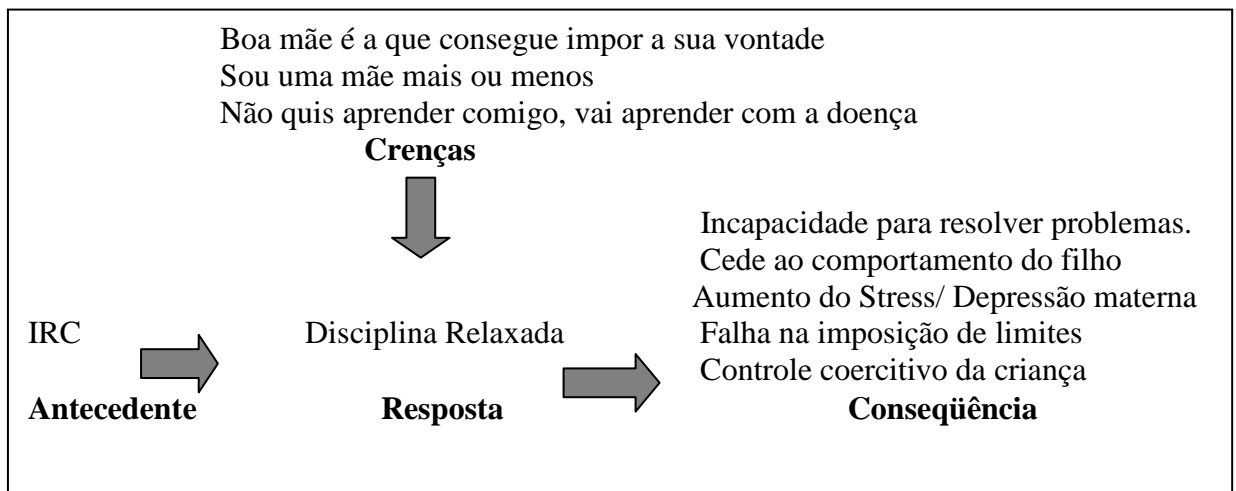 Boa mãe é a que consegue impor a sua vontade
Sou uma mãe mais ou menos
Não quis aprender comigo, vai aprender com a doença
Crenças
Incapacidade para resolver problemas.
Cede ao comportamento do filho
Aumento do Stress/ Depressão materna
IRC Disciplina Relaxada Falha na imposição de limites
Controle coercitivo da criança
Antecedente Resposta Conseqüência